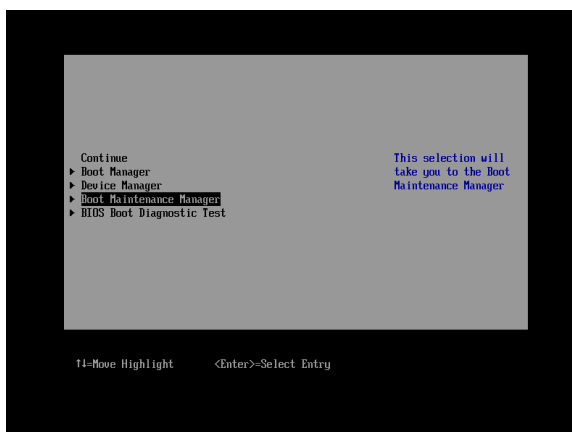 Continue
▶ Boot Manager
▶ Device Manager
▶ Boot Maintenance Manager
▶ BIOS Boot Diagnostic Test
This selection will
take you to the Boot
Maintenance Manager
↑↓=Move Highlight <Enter>=Select Entry